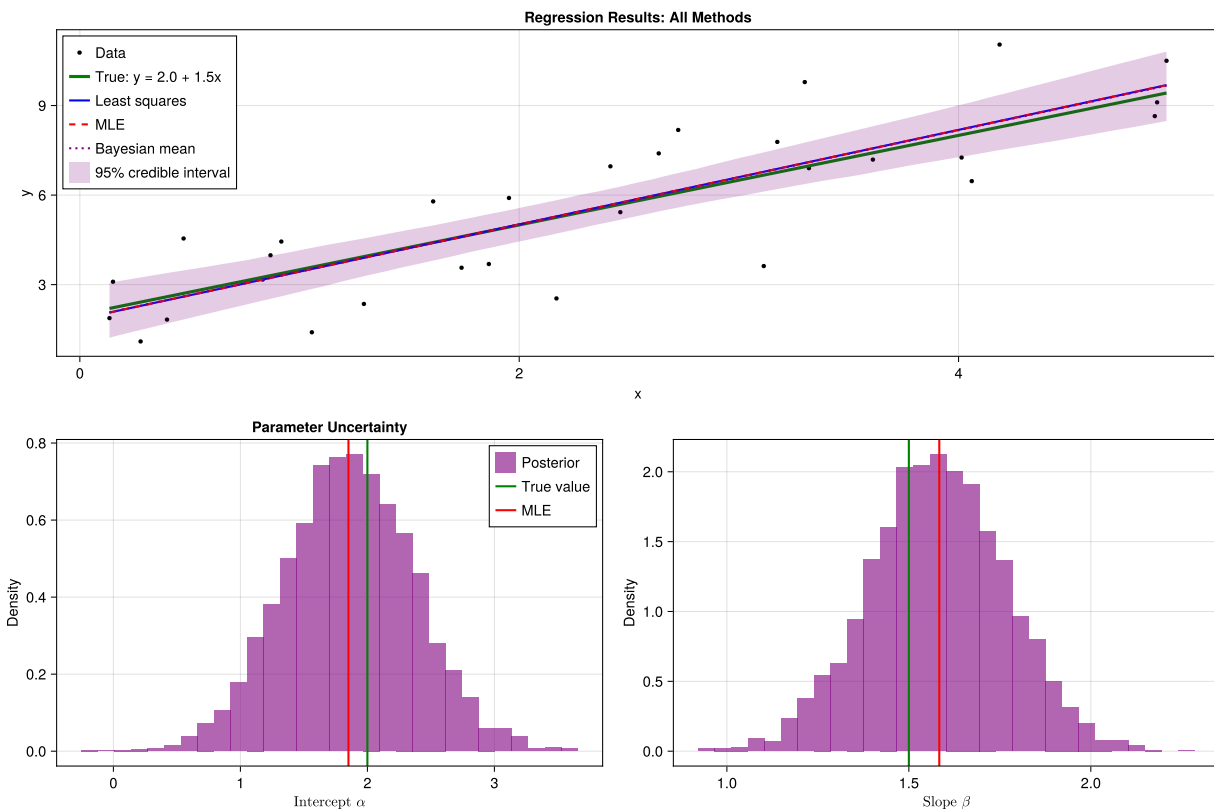 Regression Results: All Methods
Data
True: y = 2.0 + 1.5x
Least squares
MLE
Bayesian mean
95% credible interval
y
9
6
3
0 2 4
x
Parameter Uncertainty
Density
0.8
0.6
0.4
0.2
0.0
Posterior
True value
MLE
0 1 2 3
Intercept α
Density
2.0
1.5
1.0
0.5
0.0
1.0 1.5 2.0
Slope β